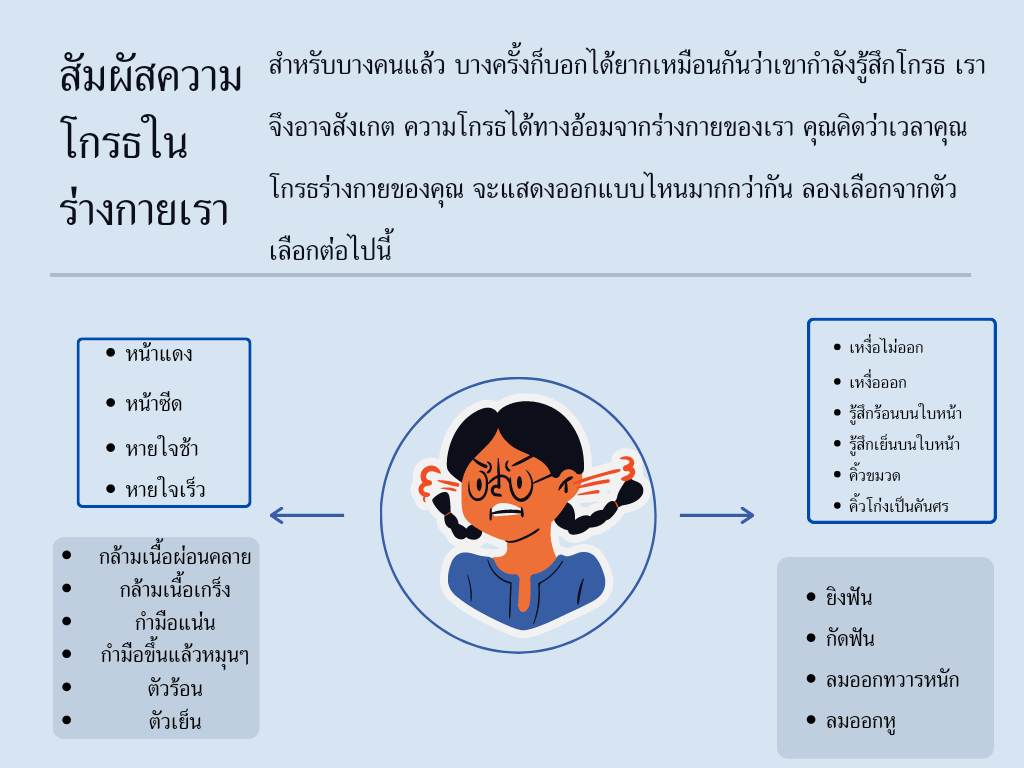 สัมผัสความ
โกรธใน
ร่างกายเรา
สำหรับบางคนแล้ว บางครั้งก็บอกได้ยากเหมือนกันว่าเขากำลังรู้สึกโกรธ เรา
จึงอาจสังเกต ความโกรธได้ทางอ้อมจากร่างกายของเรา คุณคิดว่าเวลาคุณ
โกรธร่างกายของคุณ จะแสดงออกแบบไหนมากกว่ากัน ลองเลือกจากตัว
เลือกต่อไปนี้
• หน้าแดง
• หน้าซีด
• หายใจช้า
• หายใจเร็ว
• กล้ามเนื้อผ่อนคลาย
• กล้ามเนื้อเกร็ง
• กำมือแน่น
• กำมือขึ้นแล้วหมุนๆ
• ตัวร้อน
• ตัวเย็น
• เหงื่อไม่ออก
• เหงื่อออก
• รู้สึกร้อนบนใบหน้า
• รู้สึกเย็นบนใบหน้า
• คิ้วขมวด
• คิ้วโก่งเป็นคันศร
• ยิงฟัน
• กัดฟัน
• ลมออกทวารหนัก
• ลมออกหู